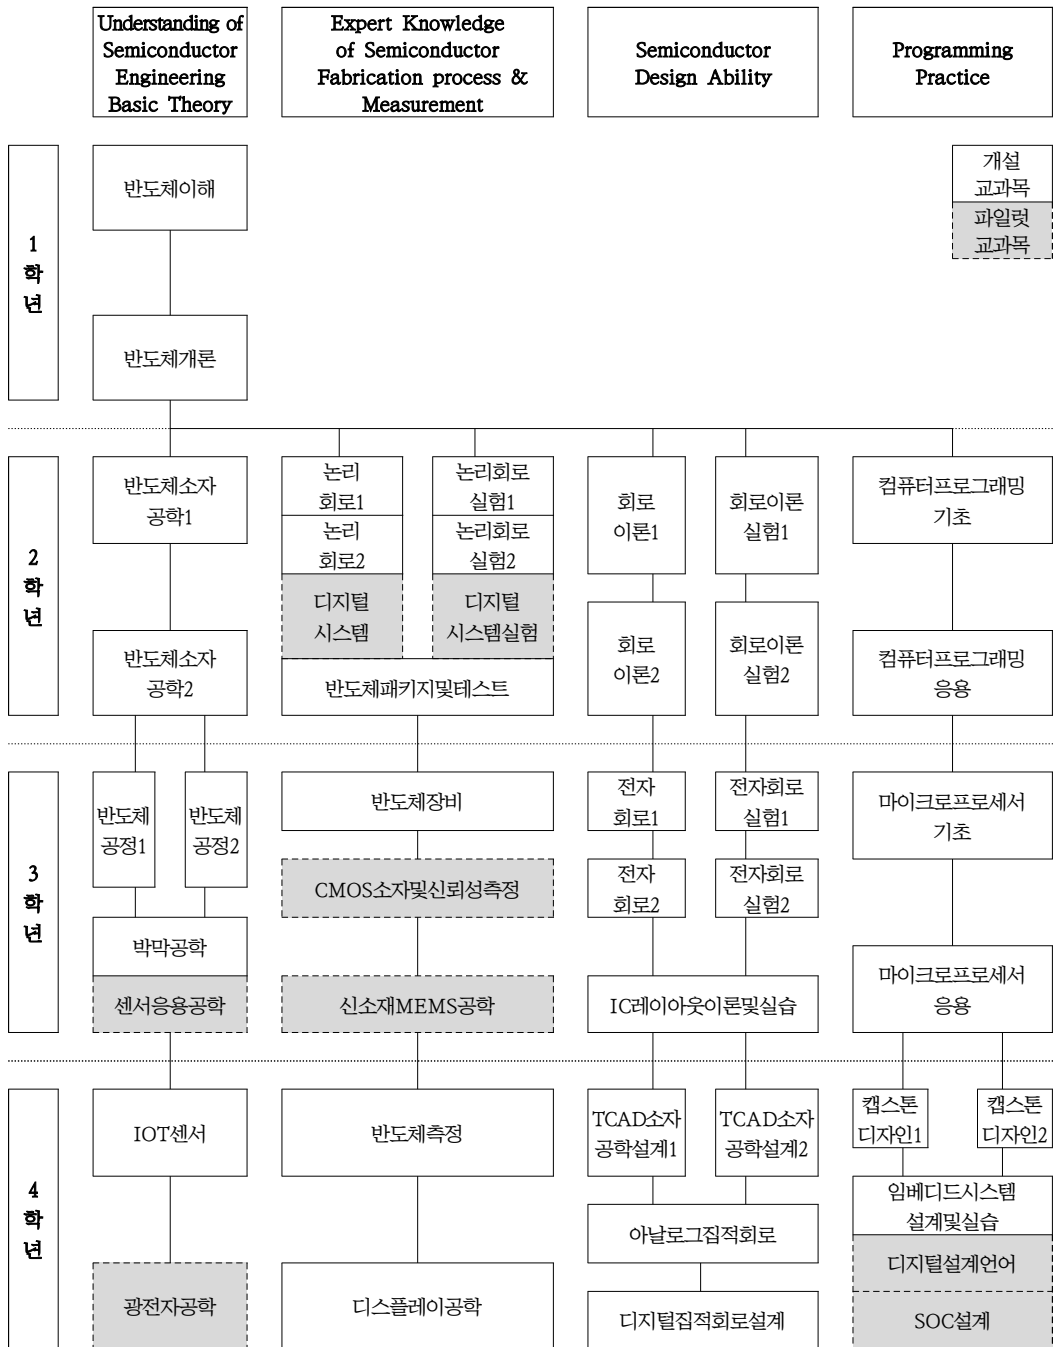 Understanding of
Semiconductor
Engineering
Basic Theory
Expert Knowledge
of Semiconductor
Fabrication process &
Measurement
Semiconductor
Design Ability
Programming
Practice
개설
교과목
파일럿
교과목
1
학
년
반도체이해
반도체개론
2
학
년
반도체소자
공학1
논리
회로1
논리회로
실험1
논리
회로2
논리회로
실험2
디지털
시스템
디지털
시스템실험
회로
이론1
회로이론
실험1
컴퓨터프로그래밍
기초
반도체소자
공학2
반도체패키지및테스트
회로
이론2
회로이론
실험2
컴퓨터프로그래밍
응용
3
학
년
반도체
공정1
반도체
공정2
반도체장비
전자
회로1
전자회로
실험1
마이크로프로세서
기초
CMOS소자및신뢰성측정
전자
회로2
전자회로
실험2
박막공학
센서응용공학
신소재MEMS공학
IC레이아웃이론및실습
마이크로프로세서
응용
4
학
년
IOT센서
반도체측정
TCAD소자
공학설계1
TCAD소자
공학설계2
캡스톤
디자인1
캡스톤
디자인2
아날로그집적회로
임베디드시스템
설계및실습
디지털설계언어
광전자공학
디스플레이공학
디지털집적회로설계
SOC설계